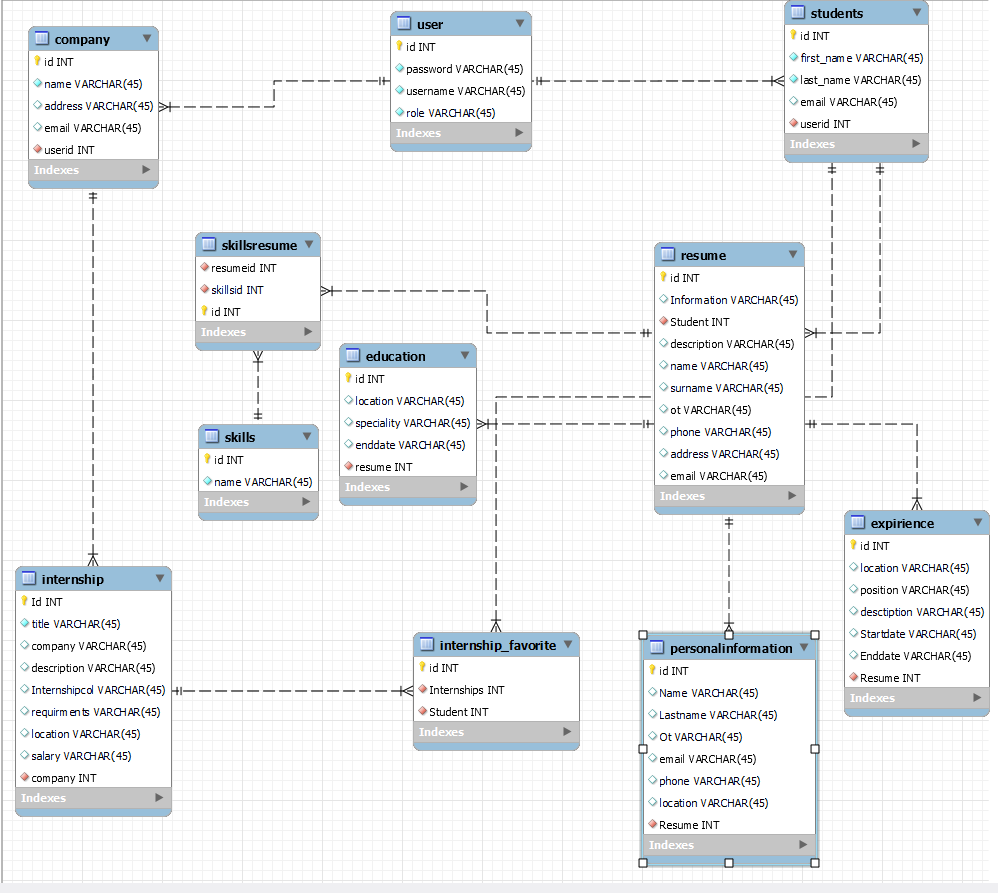 company
id INT
name VARCHAR(45)
address VARCHAR(45)
email VARCHAR(45)
userid INT
Indexes
user
id INT
password VARCHAR(45)
username VARCHAR(45)
role VARCHAR(45)
Indexes
students
id INT
first_name VARCHAR(45)
last_name VARCHAR(45)
email VARCHAR(45)
userid INT
Indexes
skillsresume
resumeid INT
skillsid INT
id INT
Indexes
resume
id INT
Information VARCHAR(45)
Student INT
description VARCHAR(45)
name VARCHAR(45)
surname VARCHAR(45)
ot VARCHAR(45)
phone VARCHAR(45)
address VARCHAR(45)
email VARCHAR(45)
Indexes
education
id INT
location VARCHAR(45)
speciality VARCHAR(45)
enddate VARCHAR(45)
resume INT
Indexes
skills
id INT
name VARCHAR(45)
Indexes
expirience
id INT
location VARCHAR(45)
position VARCHAR(45)
desctiption VARCHAR(45)
Startdate VARCHAR(45)
Enddate VARCHAR(45)
Resume INT
Indexes
internship
Id INT
title VARCHAR(45)
company VARCHAR(45)
description VARCHAR(45)
Internshipcol VARCHAR(45)
requirments VARCHAR(45)
location VARCHAR(45)
salary VARCHAR(45)
company INT
Indexes
internship_favorite
id INT
Internships INT
Student INT
Indexes
personalinformation
id INT
Name VARCHAR(45)
Lastname VARCHAR(45)
Ot VARCHAR(45)
email VARCHAR(45)
phone VARCHAR(45)
location VARCHAR(45)
Resume INT
Indexes